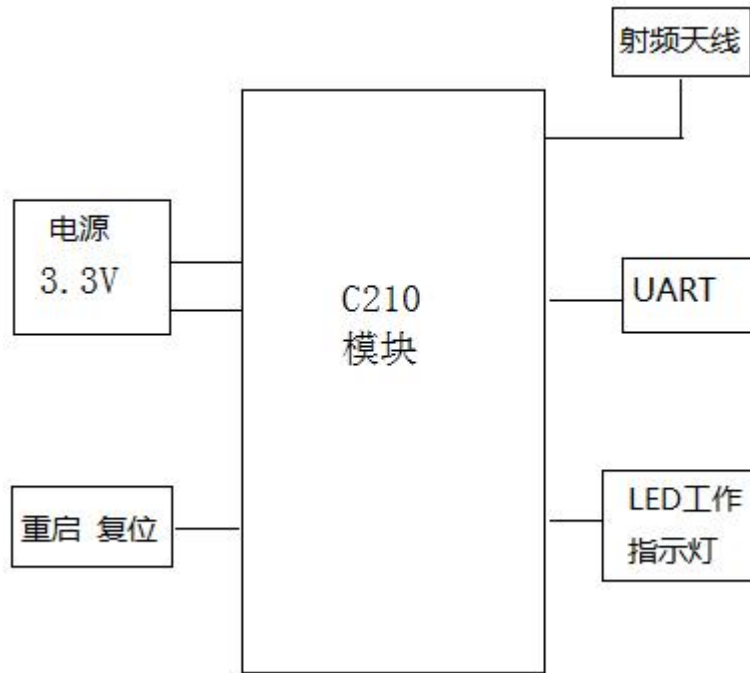 射频天线
电源
3.3V
C210
模块
UART
重启 复位
LED工作
指示灯